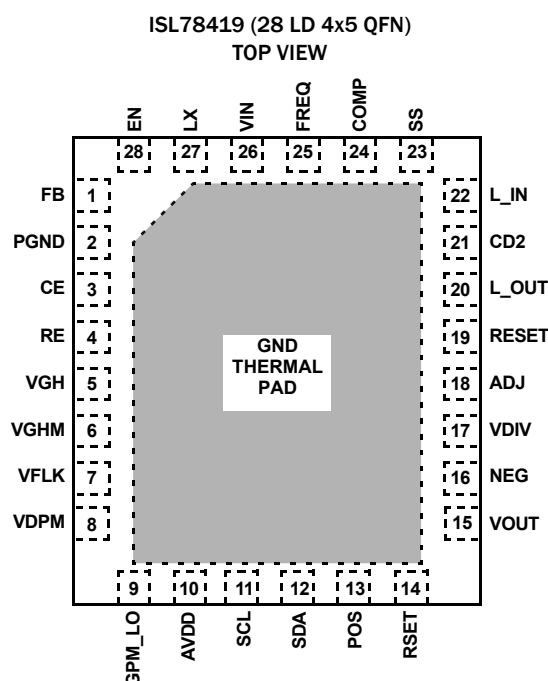 ISL78419 (28 LD 4x5 QFN)
TOP VIEW
EN
LX
VIN
FREQ
COMP
SS
28
27
26
25
24
23
FB 1
PGND 2
CE 3
RE 4
VGH 5
VGHM 6
VFLK 7
VDPM 8
22 L_IN
21 CD2
20 L_OUT
19 RESET
18 ADJ
17 VDIV
16 NEG
15 VOUT
GND
THERMAL
PAD
9
10
11
12
13
14
GPM_LO
AVDD
SCL
SDA
POS
RSET